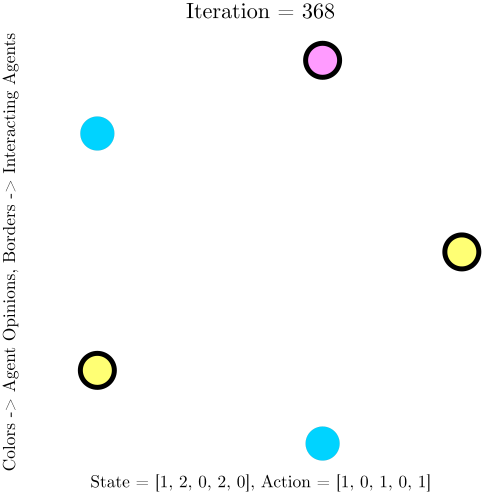 Iteration = 368
Colors -> Agent Opinions, Borders -> Interacting Agents
State = [1, 2, 0, 2, 0], Action = [1, 0, 1, 0, 1]